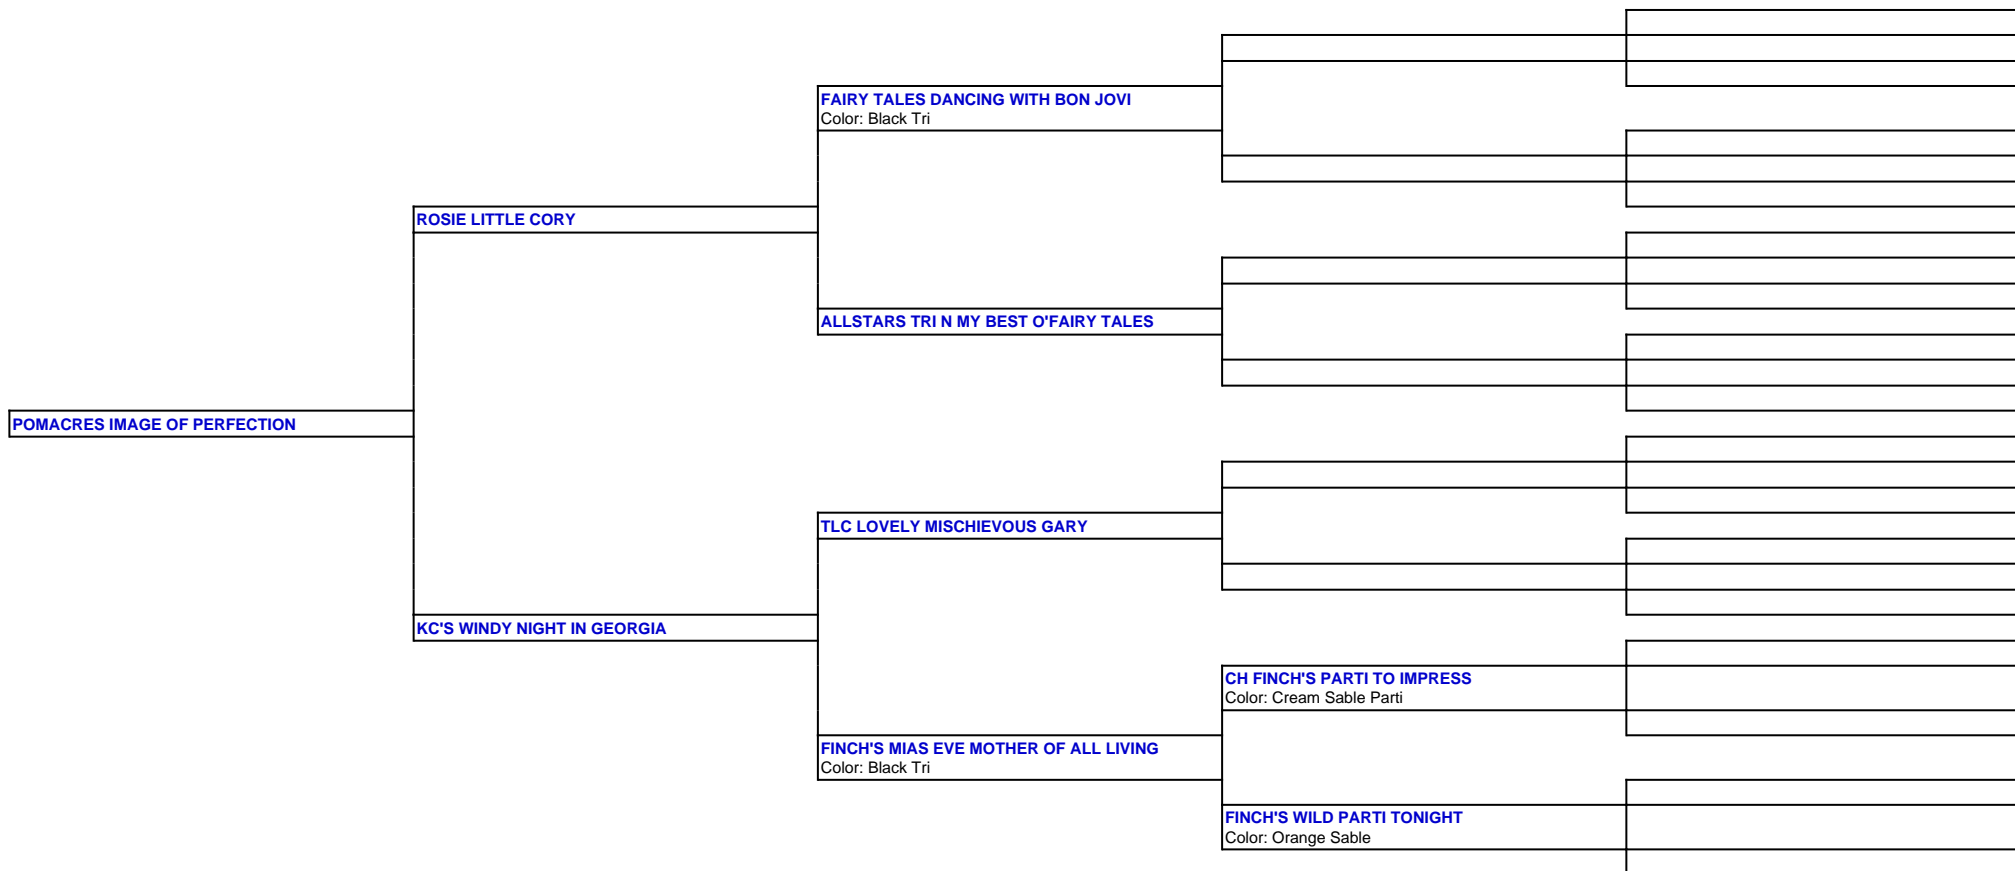 FAIRY TALES DANCING WITH BON JOVI
Color: Black Tri
ROSIE LITTLE CORY
ALLSTARS TRI N MY BEST O'FAIRY TALES
POMACRES IMAGE OF PERFECTION
TLC LOVELY MISCHIEVOUS GARY
KC'S WINDY NIGHT IN GEORGIA
CH FINCH'S PARTI TO IMPRESS
Color: Cream Sable Parti
FINCH'S MIAS EVE MOTHER OF ALL LIVING
Color: Black Tri
FINCH'S WILD PARTI TONIGHT
Color: Orange Sable